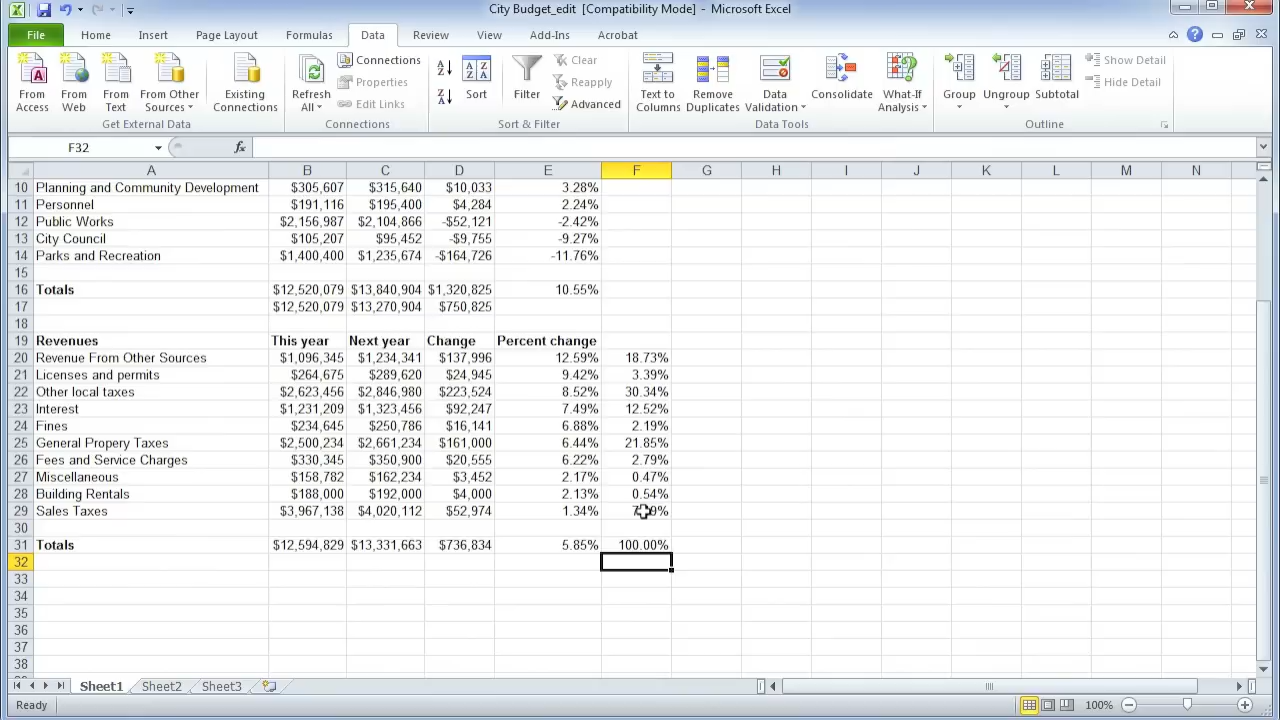 City Budget_edit [Compatibility Mode] - Microsoft Excel
File Home Insert Page Layout Formulas Data Review View Add-Ins Acrobat
From Access
From Web
From Text
From Other Sources
Existing Connections
Get External Data
Refresh All
Connections
Properties
Edit Links
Connections
Sort
Filter
Clear
Reapply
Advanced
Sort & Filter
Text to Columns
Remove Duplicates
Data Validation
Consolidate
What-If Analysis
Data Tools
Group
Ungroup
Subtotal
Show Detail
Hide Detail
Outline
F32 fx
A B C D E F G H I J K L M N
10 Planning and Community Development $305,607 $315,640 $10,033 3.28%
11 Personnel $191,116 $195,400 $4,284 2.24%
12 Public Works $2,156,987 $2,104,866 -$52,121 -2.42%
13 City Council $105,207 $95,452 -$9,755 -9.27%
14 Parks and Recreation $1,400,400 $1,235,674 -$164,726 -11.76%
15
16 Totals $12,520,079 $13,840,904 $1,320,825 10.55%
17 $12,520,079 $13,270,904 $750,825
18
19 Revenues This year Next year Change Percent change
20 Revenue From Other Sources $1,096,345 $1,234,341 $137,996 12.59% 18.73%
21 Licenses and permits $264,675 $289,620 $24,945 9.42% 3.39%
22 Other local taxes $2,623,456 $2,846,980 $223,524 8.52% 30.34%
23 Interest $1,231,209 $1,323,456 $92,247 7.49% 12.52%
24 Fines $234,645 $250,786 $16,141 6.88% 2.19%
25 General Propery Taxes $2,500,234 $2,661,234 $161,000 6.44% 21.85%
26 Fees and Service Charges $330,345 $350,900 $20,555 6.22% 2.79%
27 Miscellaneous $158,782 $162,234 $3,452 2.17% 0.47%
28 Building Rentals $188,000 $192,000 $4,000 2.13% 0.54%
29 Sales Taxes $3,967,138 $4,020,112 $52,974 1.34%
30
31 Totals $12,594,829 $13,331,663 $736,834 5.85% 100.00%
32
33
34
35
36
37
38
Sheet1 Sheet2 Sheet3
Ready 100%